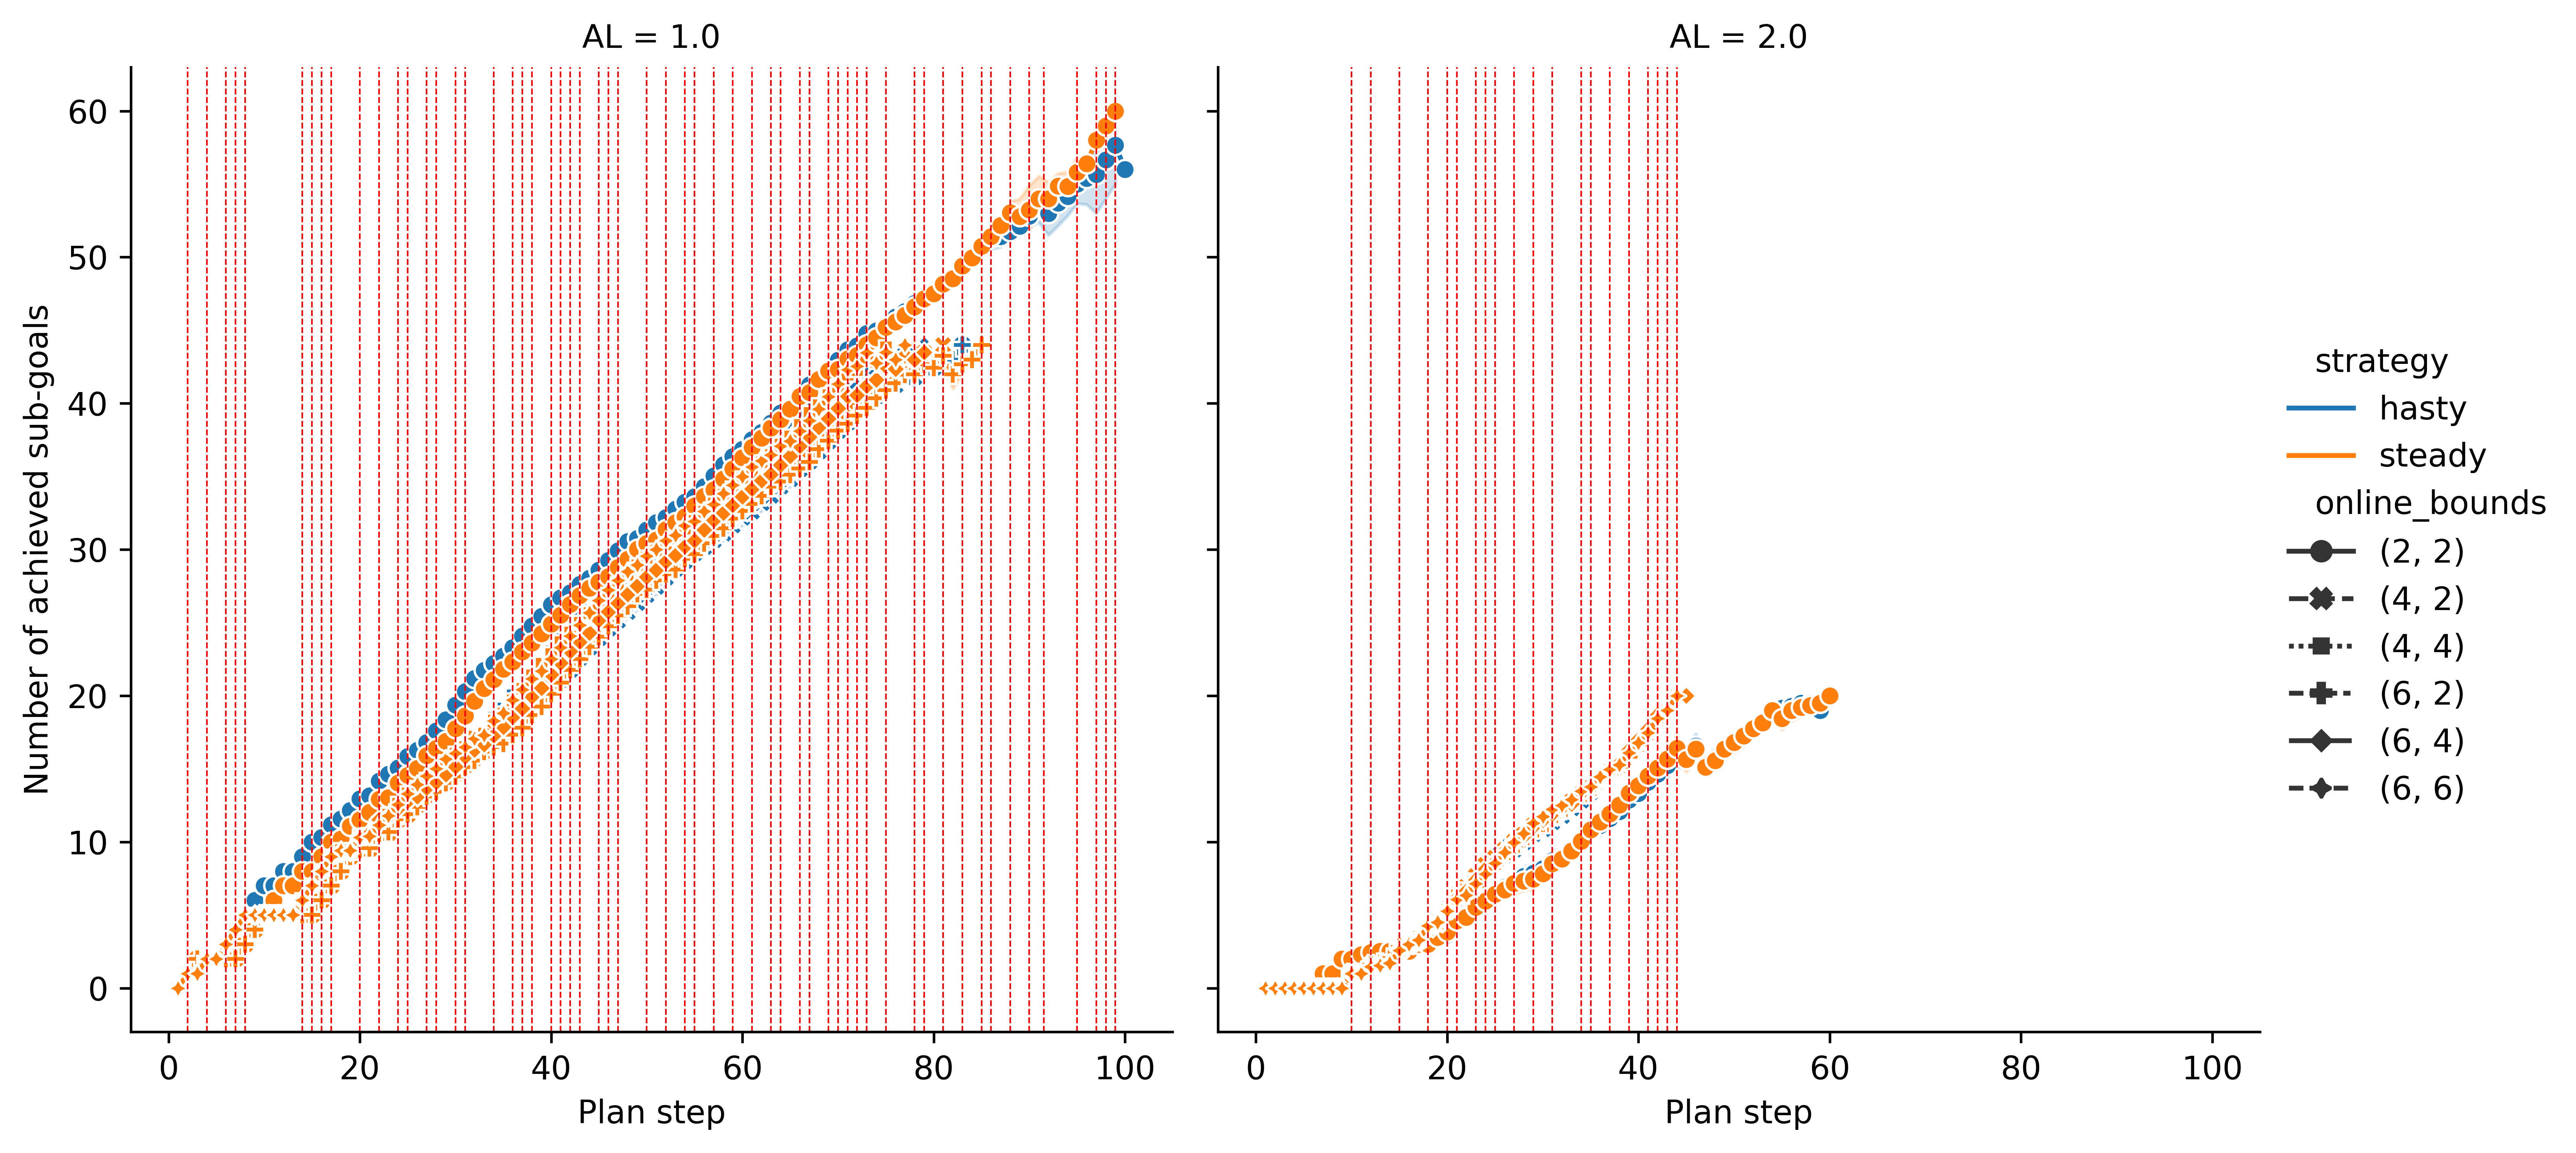 AL = 1.0
AL = 2.0
Number of achieved sub-goals
60
50
40
30
20
10
0
0 20 40 60 80 100
0 20 40 60 80 100
Plan step
Plan step
strategy
hasty
steady
online_bounds
(2, 2)
(4, 2)
(4, 4)
(6, 2)
(6, 4)
(6, 6)